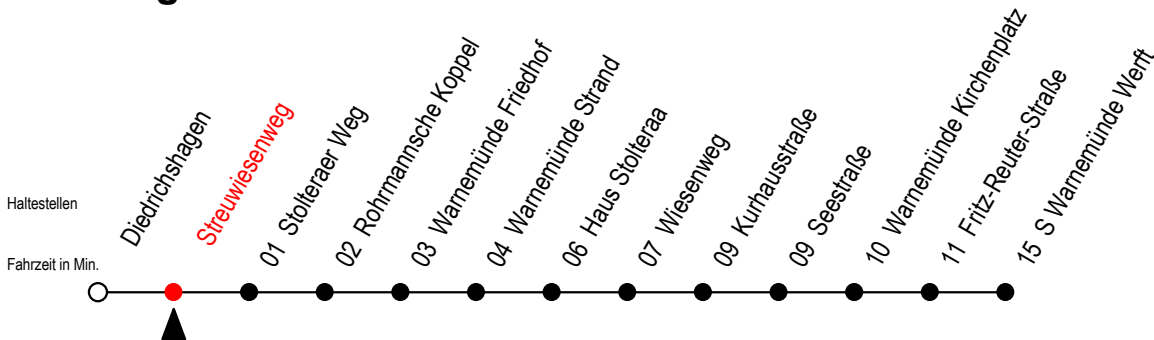 Haltestellen
Fahrzeit in Min.
Diedrichshagen
Streuwiesenweg
01 Stolteraer Weg
02 Rohrmannsche Koppel
03 Warnemünde Friedhof
04 Warnemünde Strand
06 Haus Stolteraa
07 Wiesenweg
09 Kurhausstraße
09 Seestraße
10 Warnemünde Kirchenplatz
11 Fritz-Reuter-Straße
15 S Warnemünde Werft